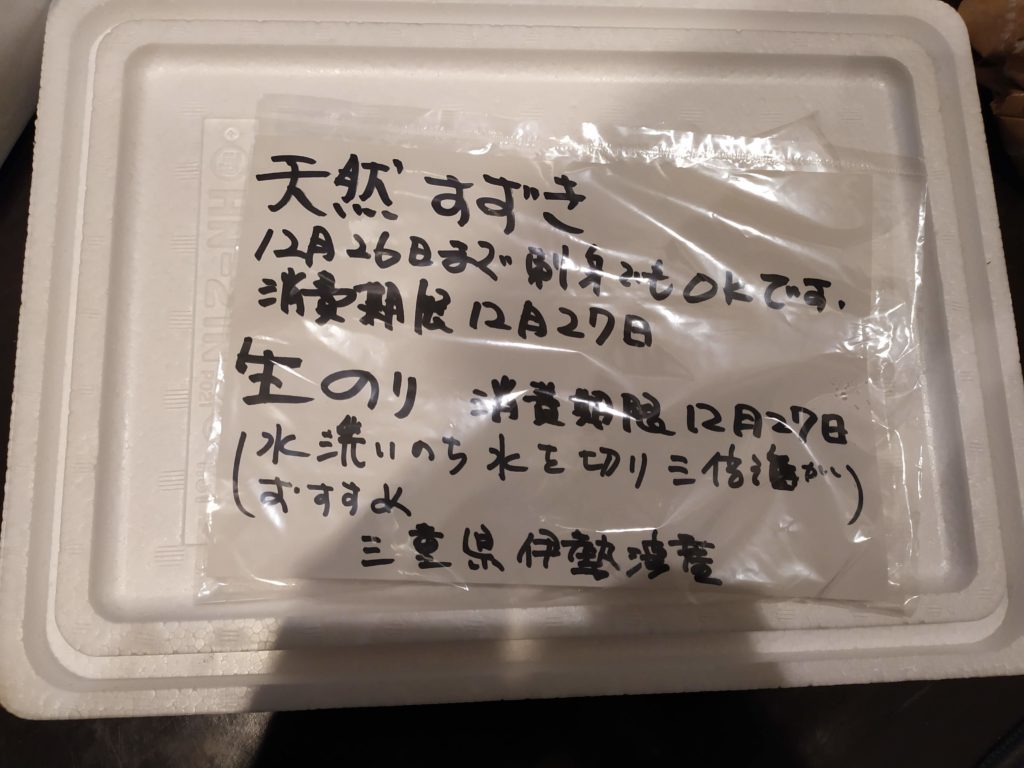 天然すずき
12月26日まで刺身でもOKです.
消費期限12月27日
生のり 消費期限12月27日
(水洗いのち水を切り三倍酢がい)
おすすめ
三重県伊勢湾産